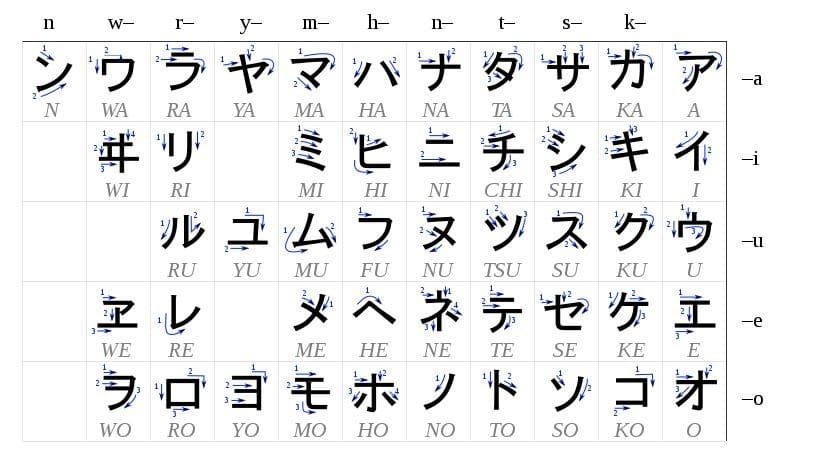 n w– r– y– m– h– n– t– s– k–
ン ワ ラ ヤ マ ハ ナ タ サ カ ア –a
N WA RA YA MA HA NA TA SA KA A
ヰ リ ミ ヒ ニ チ シ キ イ –i
WI RI MI HI NI CHI SHI KI I
ル ユ ム フ ヌ ツ ス ク ウ –u
RU YU MU FU NU TSU SU KU U
ヱ レ メ ヘ ネ テ セ ケ エ –e
WE RE ME HE NE TE SE KE E
ヲ ロ ヨ モ ホ ノ ト ソ コ オ –o
WO RO YO MO HO NO TO SO KO O